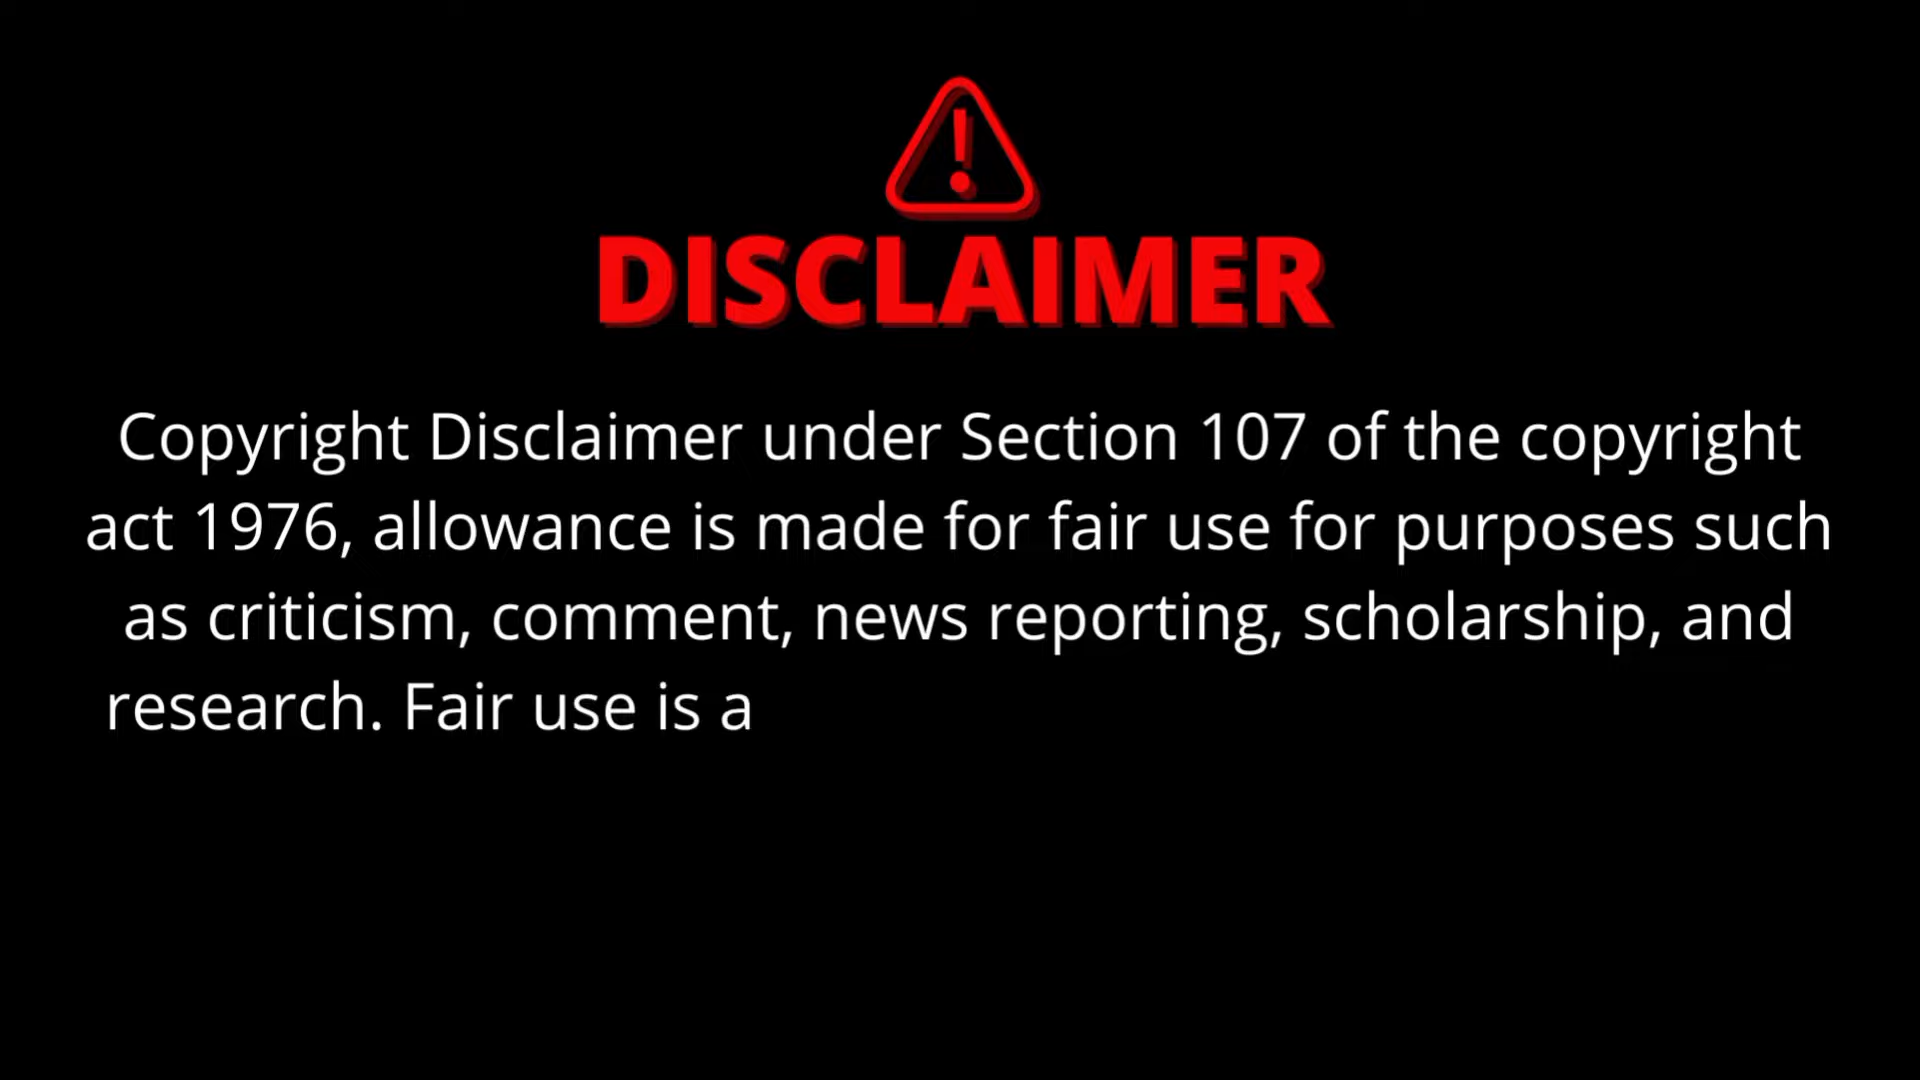 DISCLAIMER
Copyright Disclaimer under Section 107 of the copyright
act 1976, allowance is made for fair use for purposes such
as criticism, comment, news reporting, scholarship, and
research. Fair use is a